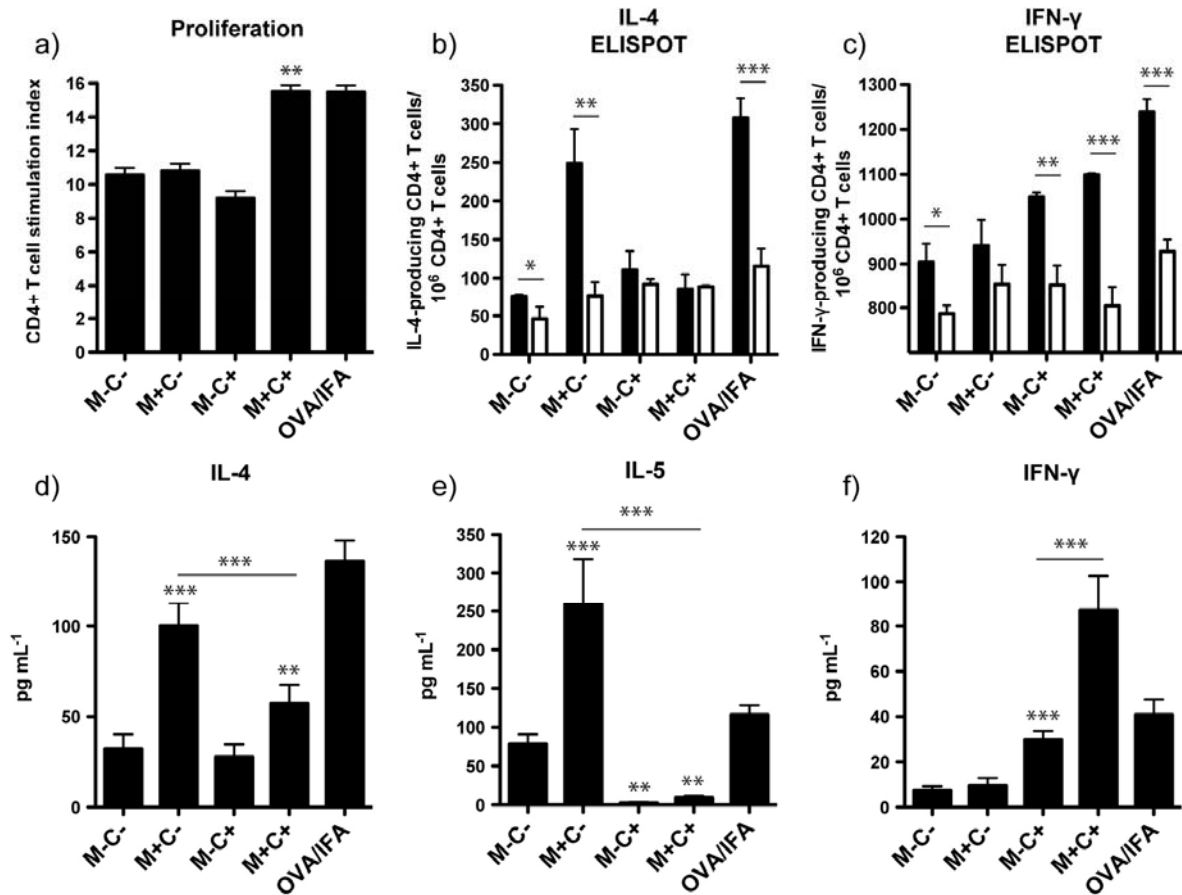 a)
Proliferation
CD4+ T cell stimulation index
16
14
12
10
8
6
4
2
0
**
M-C-
M+C-
M-C+
M+C+
OVA/IFA
b)
IL-4
ELISPOT
IL-4-producing CD4+ T cells/
10⁶ CD4+ T cells
350
300
250
200
150
100
50
0
*
**
***
M-C-
M+C-
M-C+
M+C+
OVA/IFA
c)
IFN-γ
ELISPOT
IFN-γ-producing CD4+ T cells/
10⁶ CD4+ T cells
1300
1200
1100
1000
900
800
*
**
***
***
M-C-
M+C-
M-C+
M+C+
OVA/IFA
d)
IL-4
pg mL⁻¹
150
100
50
0
***
***
**
M-C-
M+C-
M-C+
M+C+
OVA/IFA
e)
IL-5
pg mL⁻¹
350
300
250
200
150
100
50
0
***
***
**
**
M-C-
M+C-
M-C+
M+C+
OVA/IFA
f)
IFN-γ
pg mL⁻¹
120
100
80
60
40
20
0
***
***
M-C-
M+C-
M-C+
M+C+
OVA/IFA